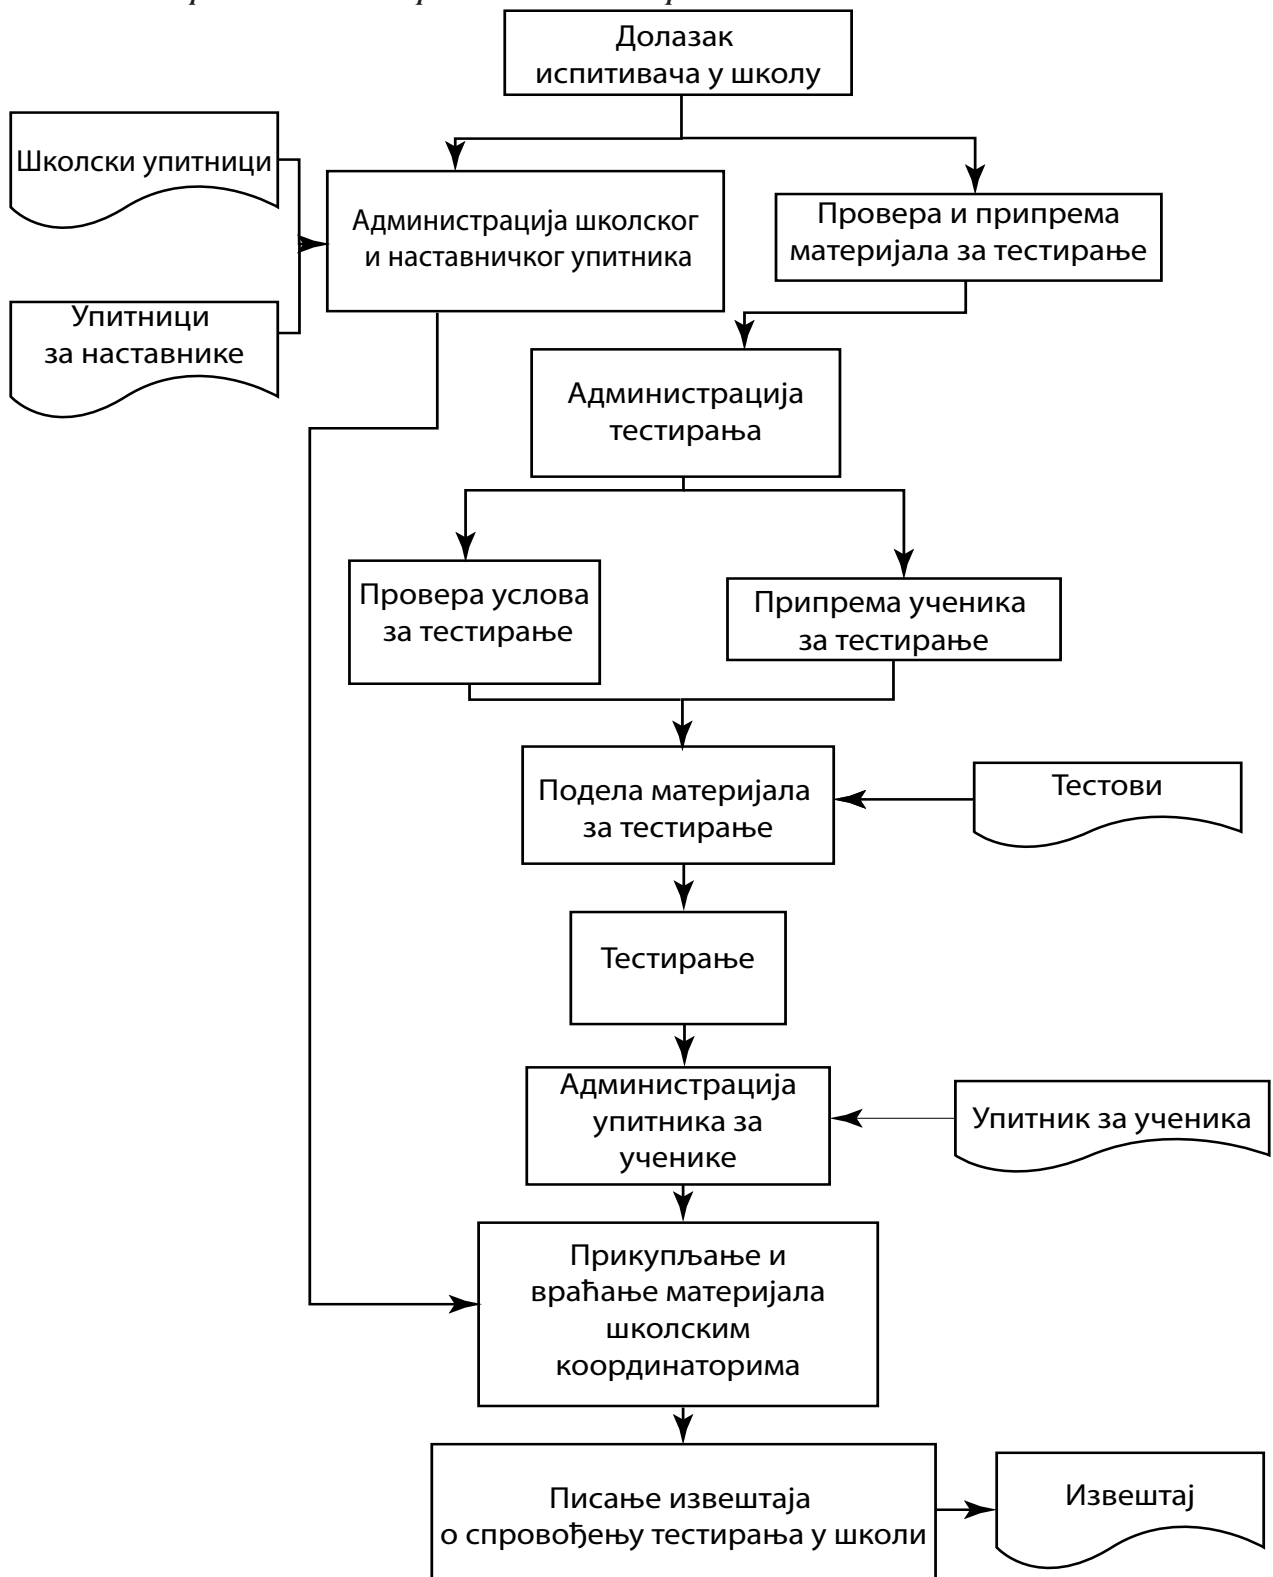 Долазак
испитивача у школу
Школски упитници
Администрација школског
и наставничког упитника
Провера и припрема
материјала за тестирање
Упитници
за наставнике
Администрација
тестирања
Провера услова
за тестирање
Припрема ученика
за тестирање
Подела материјала
за тестирање
Тестови
Тестирање
Администрација
упитника за
ученике
Упитник за ученика
Прикупљање и
враћање материјала
школским
координаторима
Писање извештаја
о спровођењу тестирања у школи
Извештај